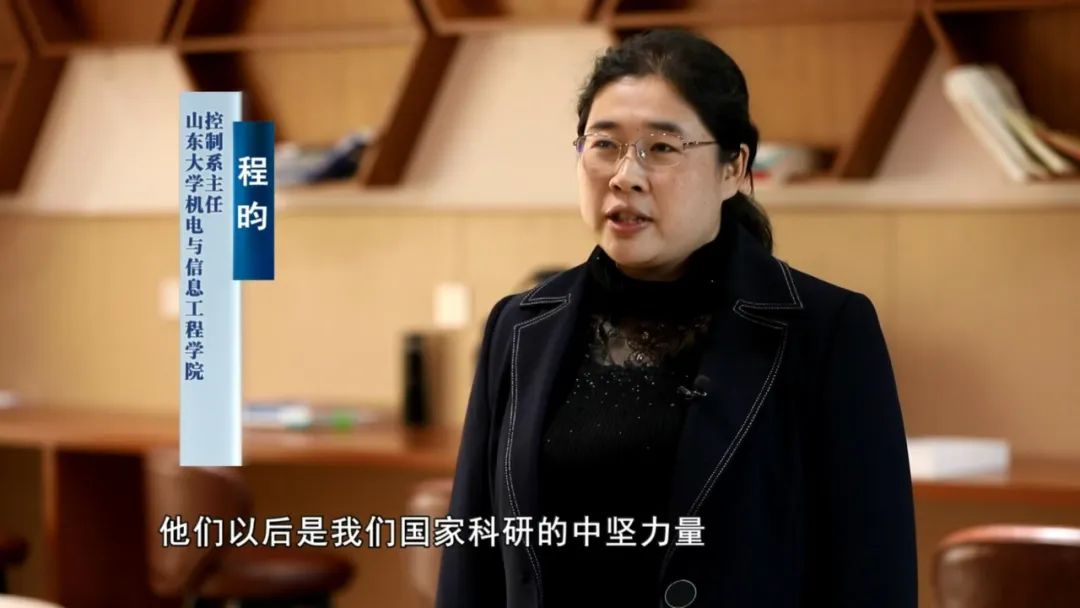 程昀
山东大学机电与信息工程学院
控制系主任
他们以后是我们国家科研的中坚力量